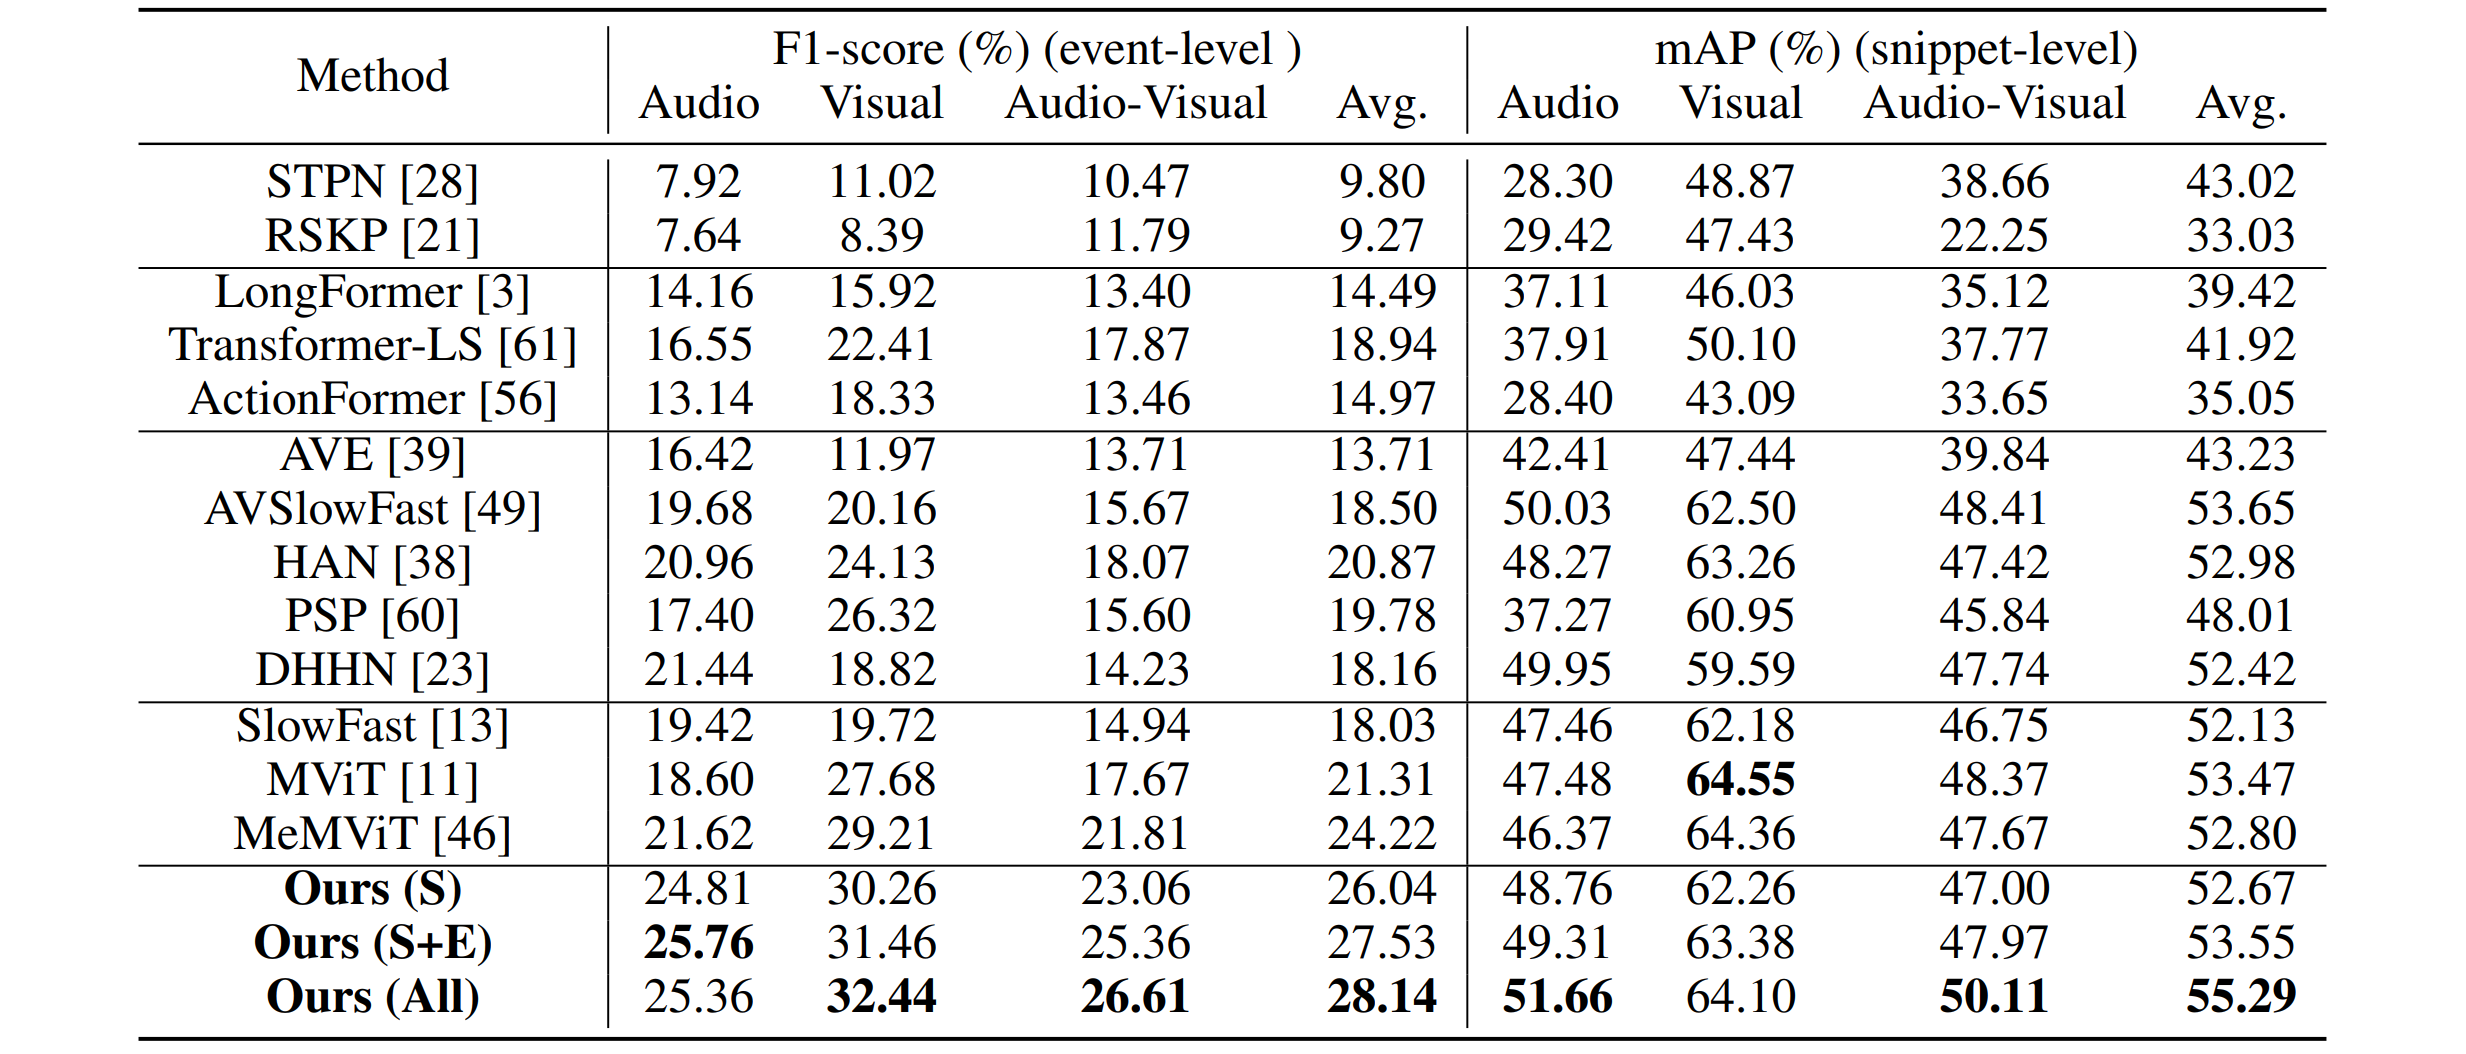 Method F1-score (%) (event-level ) mAP (%) (snippet-level)
Audio Visual Audio-Visual Avg. Audio Visual Audio-Visual Avg.
STPN [28] 7.92 11.02 10.47 9.80 28.30 48.87 38.66 43.02
RSKP [21] 7.64 8.39 11.79 9.27 29.42 47.43 22.25 33.03
LongFormer [3] 14.16 15.92 13.40 14.49 37.11 46.03 35.12 39.42
Transformer-LS [61] 16.55 22.41 17.87 18.94 37.91 50.10 37.77 41.92
ActionFormer [56] 13.14 18.33 13.46 14.97 28.40 43.09 33.65 35.05
AVE [39] 16.42 11.97 13.71 13.71 42.41 47.44 39.84 43.23
AVSlowFast [49] 19.68 20.16 15.67 18.50 50.03 62.50 48.41 53.65
HAN [38] 20.96 24.13 18.07 20.87 48.27 63.26 47.42 52.98
PSP [60] 17.40 26.32 15.60 19.78 37.27 60.95 45.84 48.01
DHHN [23] 21.44 18.82 14.23 18.16 49.95 59.59 47.74 52.42
SlowFast [13] 19.42 19.72 14.94 18.03 47.46 62.18 46.75 52.13
MViT [11] 18.60 27.68 17.67 21.31 47.48 64.55 48.37 53.47
MeMViT [46] 21.62 29.21 21.81 24.22 46.37 64.36 47.67 52.80
Ours (S) 24.81 30.26 23.06 26.04 48.76 62.26 47.00 52.67
Ours (S+E) 25.76 31.46 25.36 27.53 49.31 63.38 47.97 53.55
Ours (All) 25.36 32.44 26.61 28.14 51.66 64.10 50.11 55.29